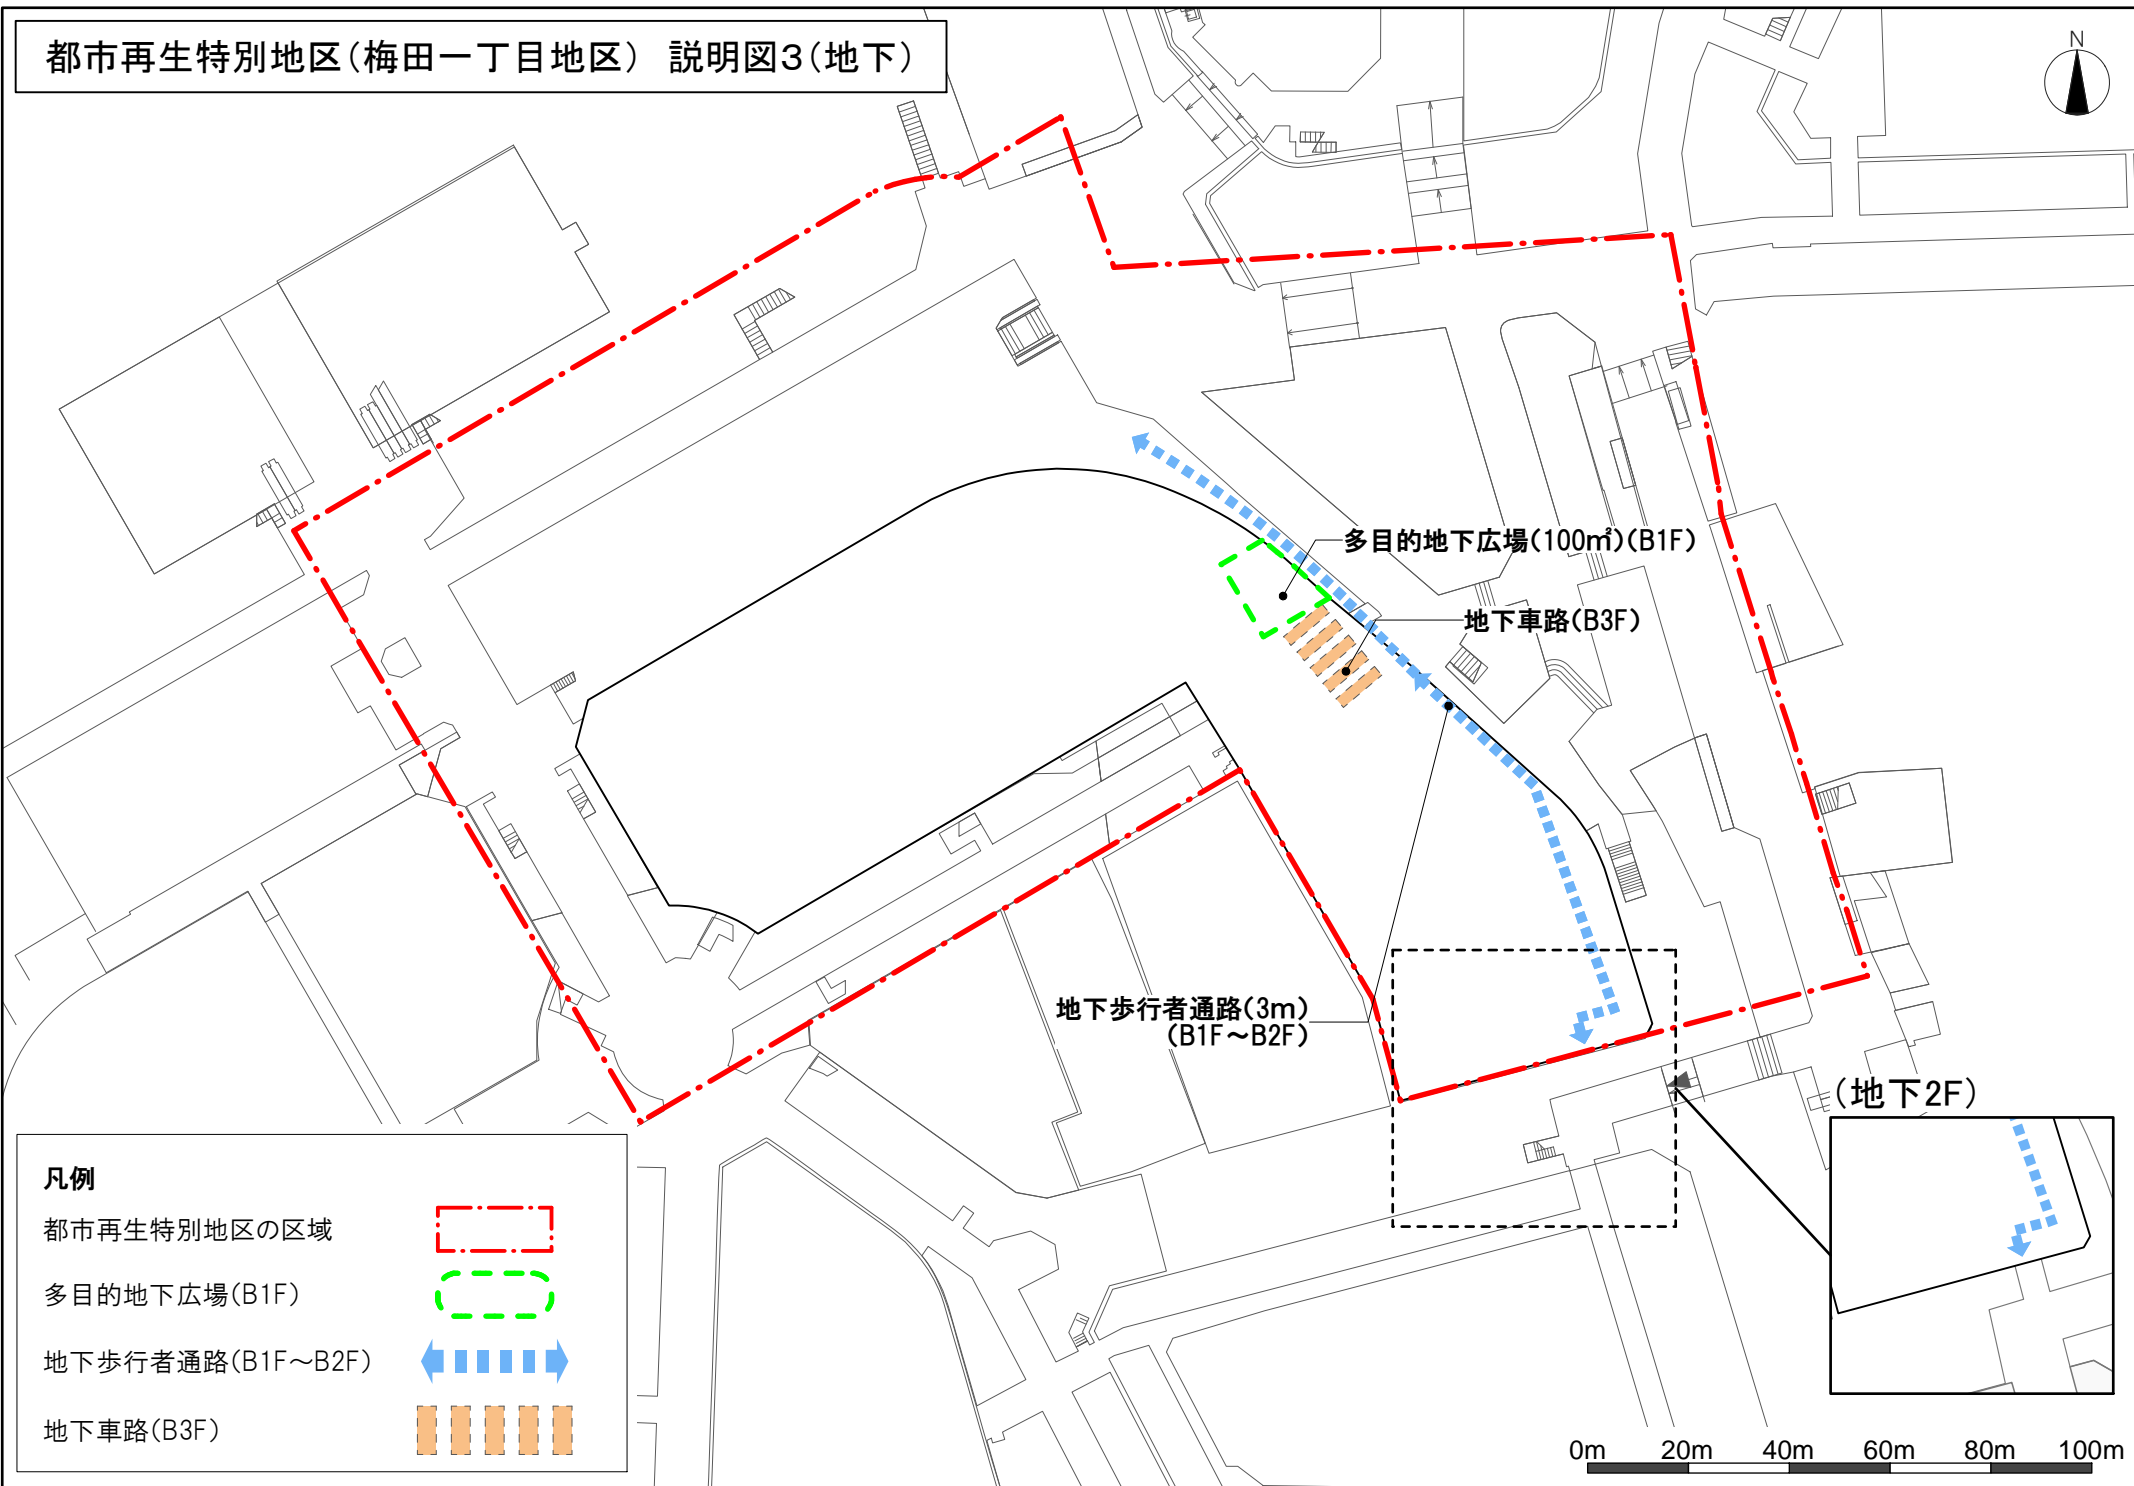 都市再生特別地区(梅田一丁目地区) 説明図3(地下)
N
多目的地下広場(100㎡)(B1F)
地下車路(B3F)
地下歩行者通路(3m)
(B1F～B2F)
(地下2F)
凡例
都市再生特別地区の区域
多目的地下広場(B1F)
地下歩行者通路(B1F～B2F)
地下車路(B3F)
0m 20m 40m 60m 80m 100m